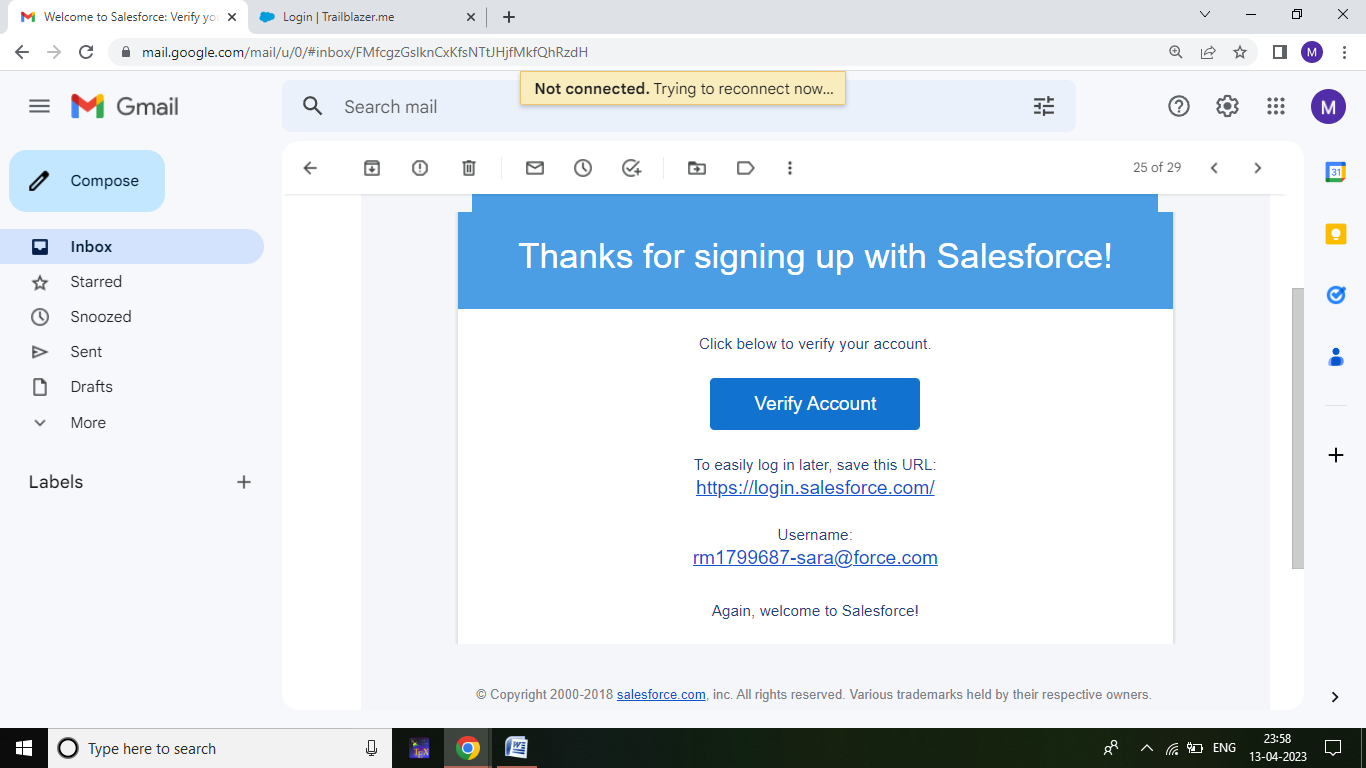 Welcome to Salesforce: Verify yo
Login | Trailblazer.me
mail.google.com/mail/u/0/#inbox/FMfcgzGslknCxKfsNTtJHjfMkfQhRzdH
M
Not connected. Trying to reconnect now...
Gmail
Search mail
M
Compose
25 of 29
31
Inbox
Starred
Snoozed
Sent
Drafts
More
Labels
Thanks for signing up with Salesforce!
Click below to verify your account.
Verify Account
To easily log in later, save this URL:
https://login.salesforce.com/
Username:
rm1799687-sara@force.com
Again, welcome to Salesforce!
© Copyright 2000-2018 salesforce.com, inc. All rights reserved. Various trademarks held by their respective owners.
Type here to search
TEX
W
ENG
23:58
13-04-2023